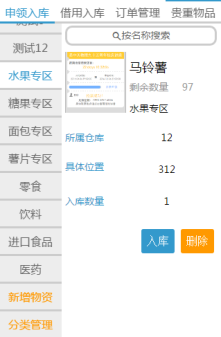 申领入库 借用入库 订单管理 贵重物品
按名称搜索
测试12
水果专区
糖果专区
面包专区
薯片专区
零食
饮料
进口食品
医药
新增物资
分类管理
马铃薯
剩余数量 97
水果专区
所属仓库 12
具体位置 312
入库数量 1
入库 删除